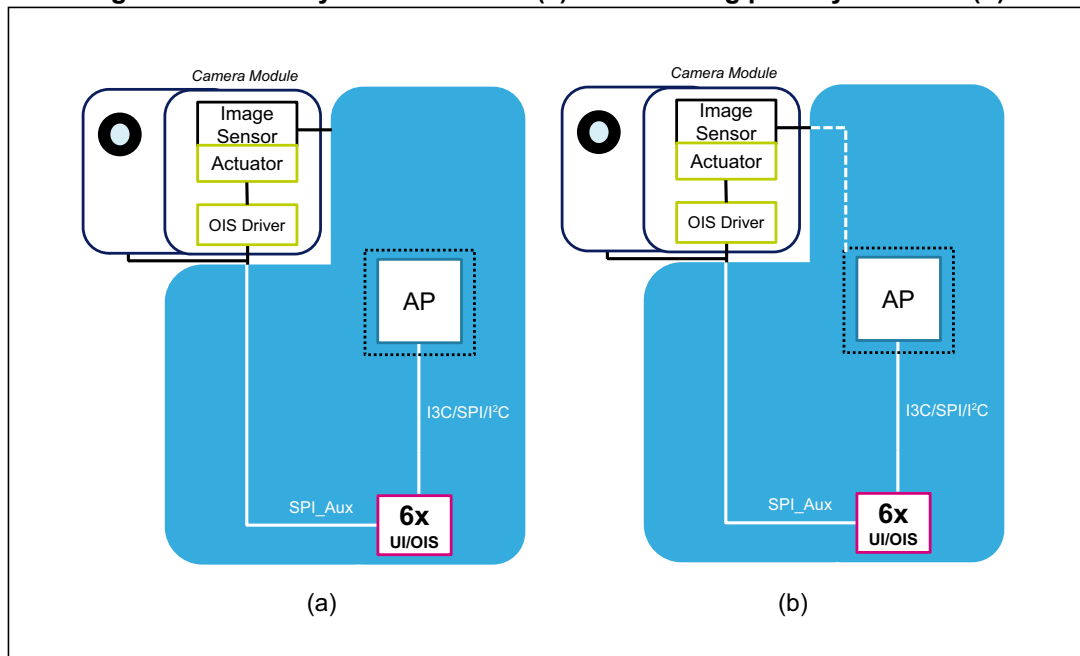 Camera Module
Image
Sensor
Actuator
OIS Driver
AP
I3C/SPI/I²C
SPI_Aux
6x
UI/OIS
(a)
Camera Module
Image
Sensor
Actuator
OIS Driver
AP
I3C/SPI/I²C
SPI_Aux
6x
UI/OIS
(b)